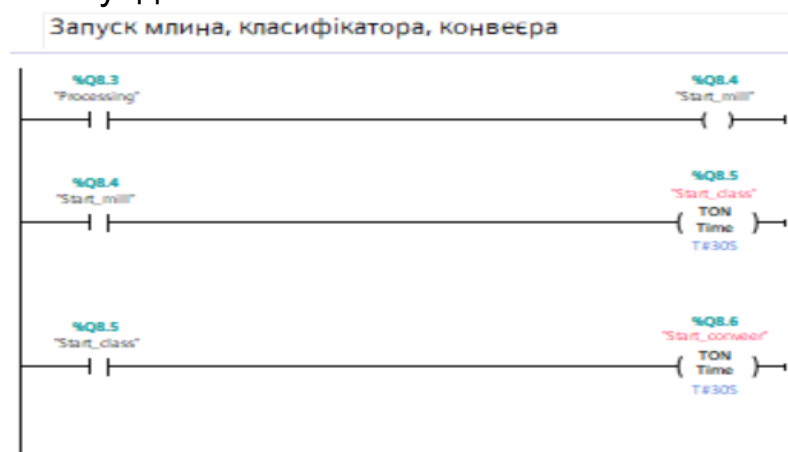 Запуск млина, класифікатора, конвеєра
%Q8.3
"Processing"
%Q8.4
"Start_mill"
%Q8.4
"Start_mill"
%Q8.5
"Start_class"
TON
Time
T#30S
%Q8.5
"Start_class"
%Q8.6
"Start_conveer"
TON
Time
T#30S